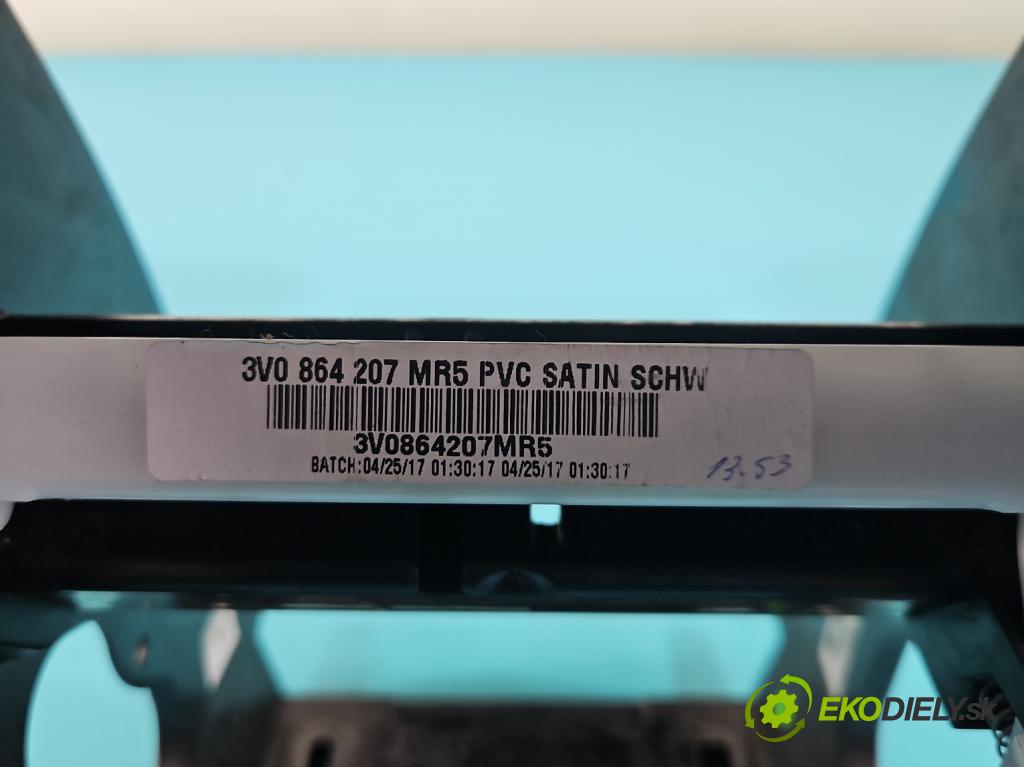 3V0 864 207 MR5 PVC SATIN SCHW
3V0864207MR5
BATCH:04/25/17 01:30:17 04/25/17 01:30:17
13.53
EKODIELY.sk